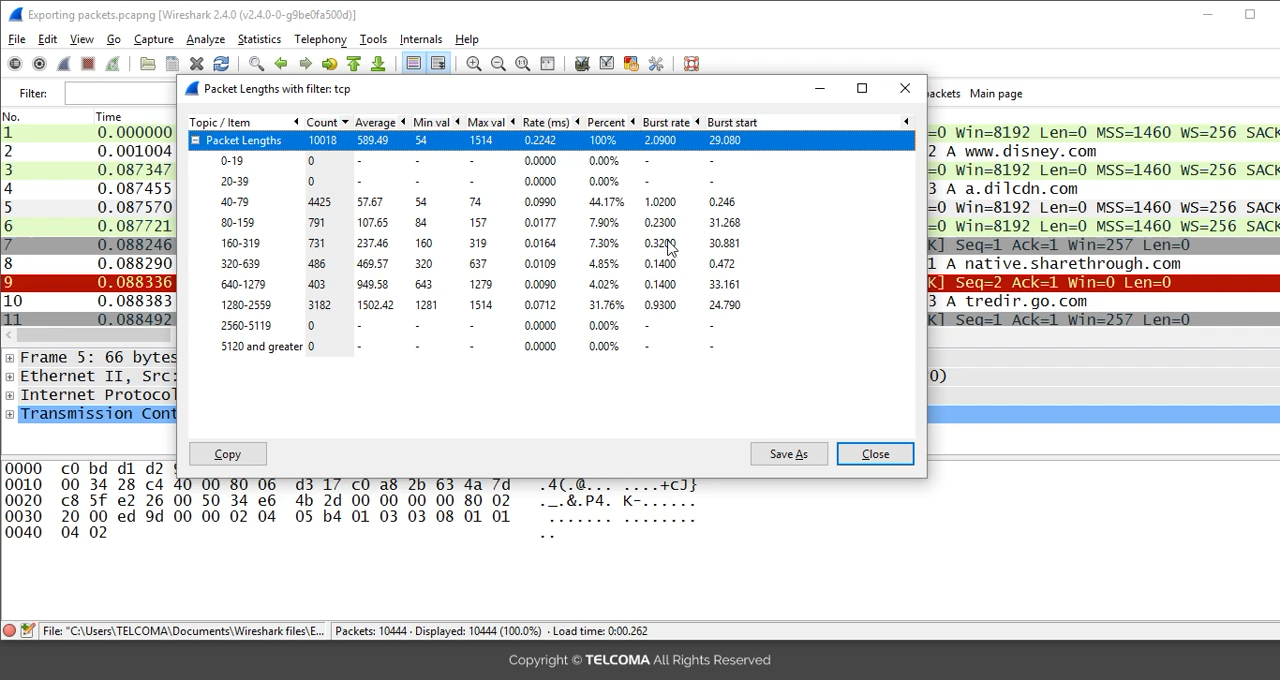 Exporting packets.pcapng [Wireshark 2.4.0 (v2.4.0-0-g9be0fa500d)]
File Edit View Go Capture Analyze Statistics Telephony Tools Internals Help
Packet Lengths with filter: tcp
Filter: packets Main page
No. Time
Topic / Item Count Average Min val Max val Rate (ms) Percent Burst rate Burst start
Packet Lengths 10018 589.49 54 1514 0.2242 100% 2.0900 29.080
0-19 0 - - - 0.0000 0.00% - -
20-39 0 - - - 0.0000 0.00% - -
40-79 4425 57.67 54 74 0.0990 44.17% 1.0200 0.246
80-159 791 107.65 84 157 0.0177 7.90% 0.2300 31.268
160-319 731 237.46 160 319 0.0164 7.30% 0.3200 30.881
320-639 486 469.57 320 637 0.0109 4.85% 0.1400 0.472
640-1279 403 949.39 643 1279 0.0090 4.02% 0.1400 33.161
1280-2559 3182 1502.42 1281 1514 0.0712 31.76% 0.9300 24.790
2560-5119 0 - - - 0.0000 0.00% - -
5120 and greater 0 - - - 0.0000 0.00% - -
Copy Save As Close
1 0.000000 =0 Win=8192 Len=0 MSS=1460 WS=256 SACK
2 0.001004 2 A www.disney.com
3 0.087347 =0 Win=8192 Len=0 MSS=1460 WS=256 SACK
4 0.087455 3 A a.dilcdn.com
5 0.087570 =0 Win=8192 Len=0 MSS=1460 WS=256 SACK
6 0.087721 =0 Win=8192 Len=0 MSS=1460 WS=256 SACK
7 0.088246 K] Seq=1 Ack=1 Win=257 Len=0
8 0.088290 1 A native.sharethrough.com
9 0.088336 K] Seq=2 Ack=1 Win=0 Len=0
10 0.088383 3 A tredir.go.com
11 0.088492 K] Seq=1 Ack=1 Win=257 Len=0
Frame 5: 66 bytes
Ethernet II, Src: 0)
Internet Protocol
Transmission Cont
0000 c0 bd d1 d2
0010 00 34 28 c4 40 00 80 06 d3 17 c0 a8 2b 63 4a 7d .4(.@... ....+cJ}
0020 c8 5f e2 26 00 50 34 e6 4b 2d 00 00 00 00 80 02 ._.&.P4. K-......
0030 20 00 ed 9d 00 00 02 04 05 b4 01 03 03 08 01 01 ....... ........
0040 04 02 ..
File: "C:\Users\TELCOMA\Documents\Wireshark files\E... Packets: 10444 · Displayed: 10444 (100.0%) · Load time: 0:00.262
Copyright © TELCOMA All Rights Reserved